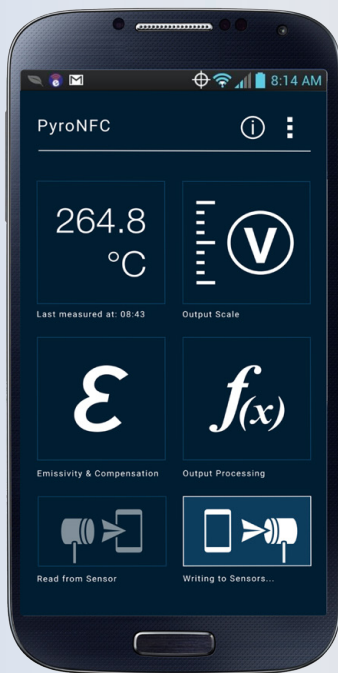 8:14 AM
PyroNFC
264.8
°C
V
Last measured at: 08:43
Output Scale
ε
f(x)
Emissivity & Compensation
Output Processing
Read from Sensor
Writing to Sensors...